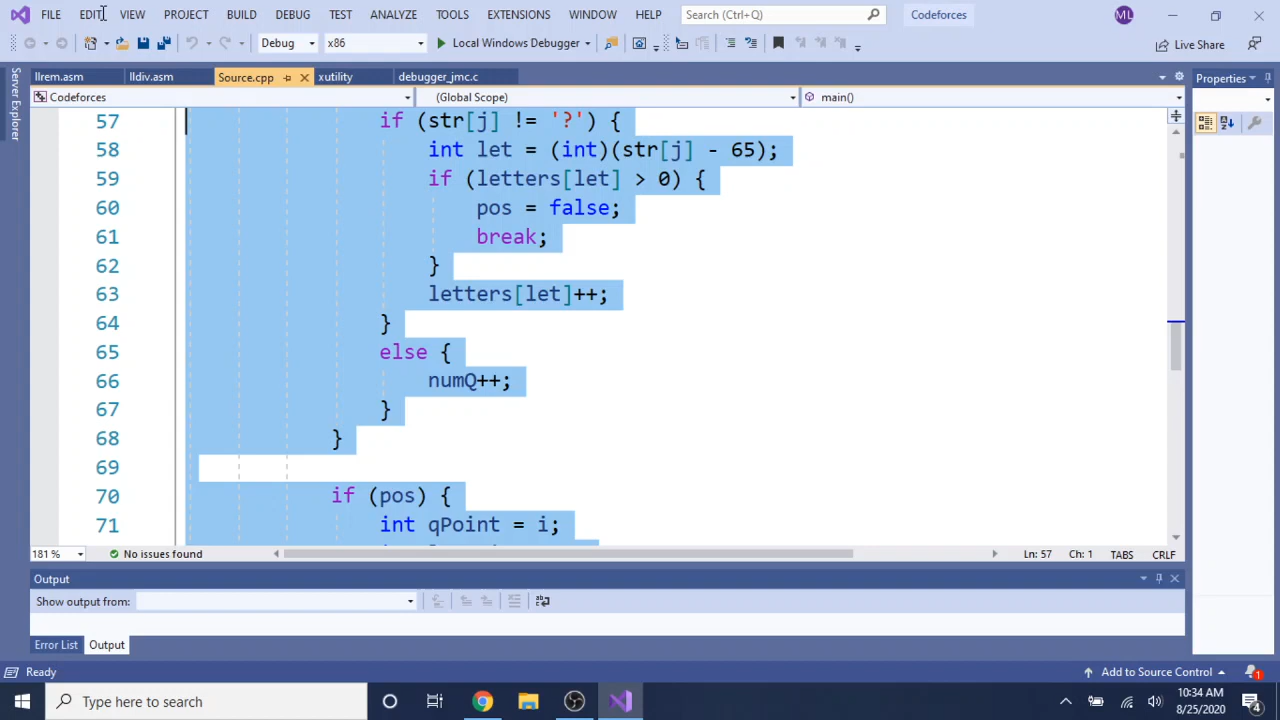 FILE EDIT VIEW PROJECT BUILD DEBUG TEST ANALYZE TOOLS EXTENSIONS WINDOW HELP Search (Ctrl+Q) Codeforces ML
Debug x86 Local Windows Debugger Live Share
llrem.asm lldiv.asm Source.cpp xutility debugger_jmc.c Properties
Codeforces (Global Scope) main()
Server Explorer
57 if (str[j] != '?') {
58 int let = (int)(str[j] - 65);
59 if (letters[let] > 0) {
60 pos = false;
61 break;
62 }
63 letters[let]++;
64 }
65 else {
66 numQ++;
67 }
68 }
69
70 if (pos) {
71 int qPoint = i;
181 % No issues found Ln: 57 Ch: 1 TABS CRLF
Output
Show output from:
Error List Output
Ready Add to Source Control 1
Type here to search 10:34 AM
8/25/2020 4